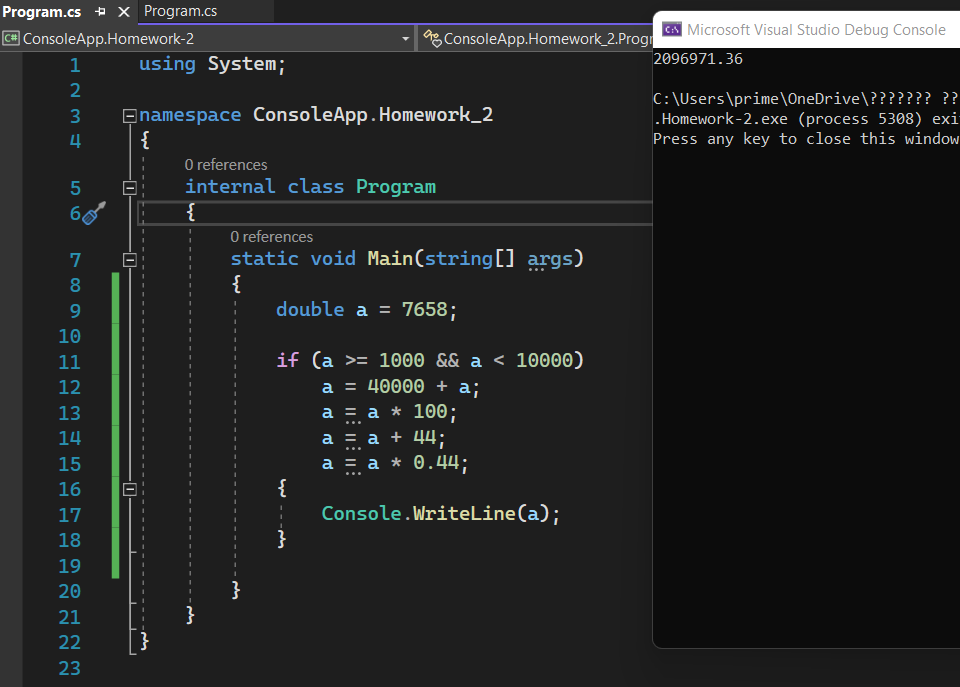 Program.cs
Program.cs
ConsoleApp.Homework-2
ConsoleApp.Homework_2.Progr
Microsoft Visual Studio Debug Console
1 using System;
2
3 namespace ConsoleApp.Homework_2
4 {
0 references
5 internal class Program
6 {
0 references
7 static void Main(string[] args)
8 {
9 double a = 7658;
10
11 if (a >= 1000 && a < 10000)
12 a = 40000 + a;
13 a = a * 100;
14 a = a + 44;
15 a = a * 0.44;
16 {
17 Console.WriteLine(a);
18 }
19
20 }
21 }
22 }
23
2096971.36
C:\Users\prime\OneDrive\??????? ??
.Homework-2.exe (process 5308) exi
Press any key to close this window